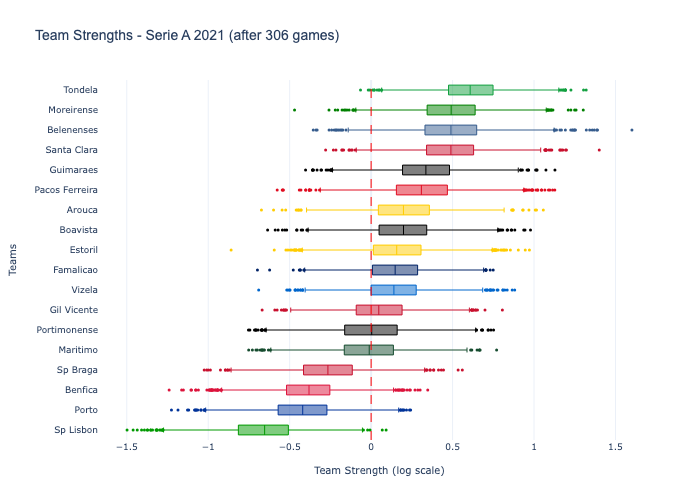 Team Strengths - Serie A 2021 (after 306 games)
Tondela
Moreirense
Belenenses
Santa Clara
Guimaraes
Pacos Ferreira
Arouca
Boavista
Estoril
Famalicao
Vizela
Gil Vicente
Portimonense
Maritimo
Sp Braga
Benfica
Porto
Sp Lisbon
Teams
−1.5 −1 −0.5 0 0.5 1 1.5
Team Strength (log scale)